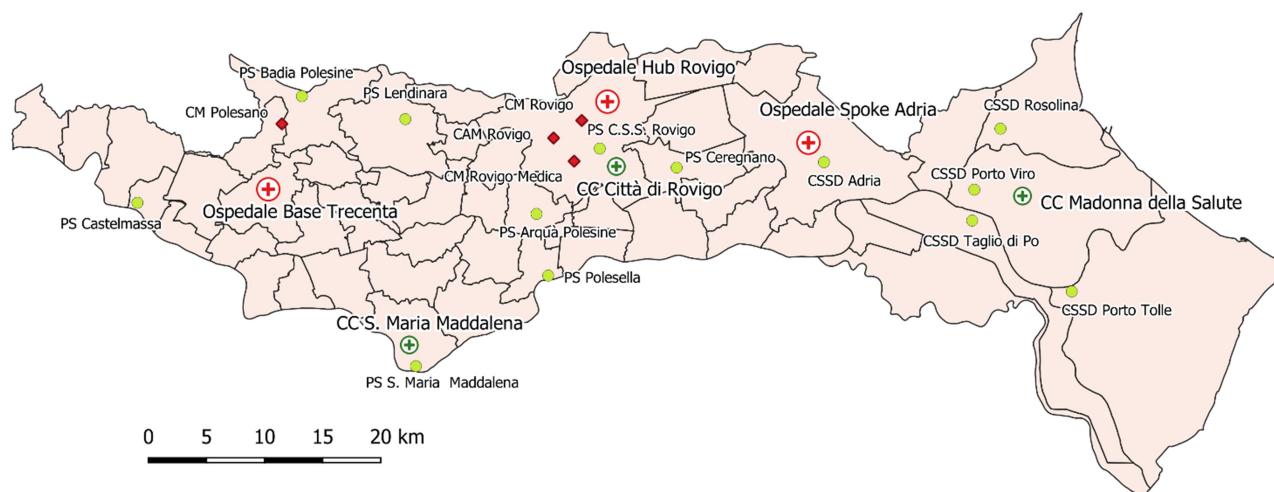 PS Badia Polesine
PS Lendinara
CM Polesano
Ospedale Hub Rovigo
CM Rovigo
CAM Rovigo
PS C.S.S. Rovigo
Ospedale Spoke Adria
CSSD Rosolina
PS Ceregnano
CM Rovigo Medica
CC Città di Rovigo
CSSD Adria
CSSD Porto Viro
CC Madonna della Salute
Ospedale Base Trecenta
PS Castelmassa
PS Arquà Polesine
CSSD Taglio di Po
PS Polesella
CSSD Porto Tolle
CC S. Maria Maddalena
PS S. Maria Maddalena
0 5 10 15 20 km